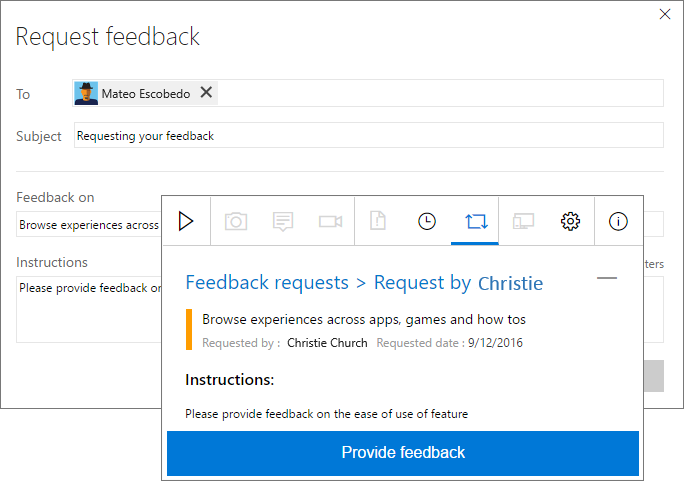 Request feedback
To
Mateo Escobedo
Subject
Requesting your feedback
Feedback on
Browse experiences across
Instructions
ters
Please provide feedback on
Feedback requests > Request by Christie
Browse experiences across apps, games and how tos
Requested by : Christie Church Requested date : 9/12/2016
Instructions:
Please provide feedback on the ease of use of feature
Provide feedback